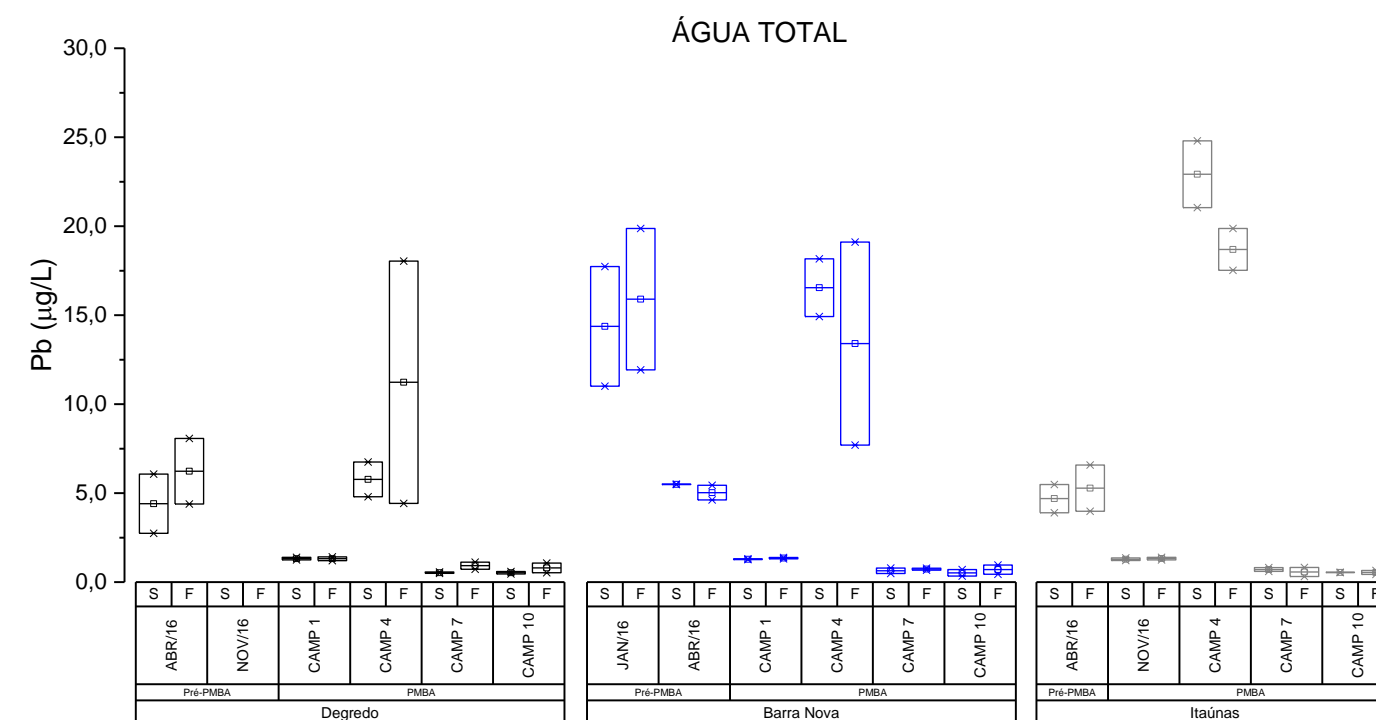 ÁGUA TOTAL
30,0
25,0
20,0
15,0
10,0
5,0
0,0
Pb (µg/L)
S F S F S F S F S F S F
ABR/16 NOV/16 CAMP 1 CAMP 4 CAMP 7 CAMP 10
Pré-PMBA PMBA
Degredo
S F S F S F S F S F S F
JAN/16 ABR/16 CAMP 1 CAMP 4 CAMP 7 CAMP 10
Pré-PMBA PMBA
Barra Nova
S F S F S F S F S F
ABR/16 NOV/16 CAMP 4 CAMP 7 CAMP 10
Pré-PMBA PMBA
Itaúnas